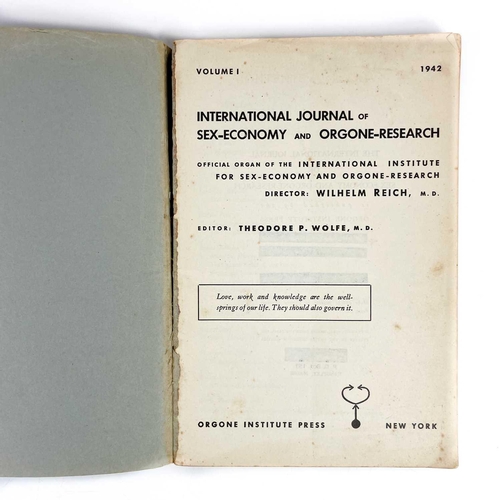 VOLUME I 1942
INTERNATIONAL JOURNAL OF
SEX-ECONOMY AND ORGONE-RESEARCH
OFFICIAL ORGAN OF THE INTERNATIONAL INSTITUTE
FOR SEX-ECONOMY AND ORGONE-RESEARCH
DIRECTOR: WILHELM REICH, M.D.
EDITOR: THEODORE P. WOLFE, M.D.
Love, work and knowledge are the well-
springs of our life. They should also govern it.
ORGONE INSTITUTE PRESS NEW YORK